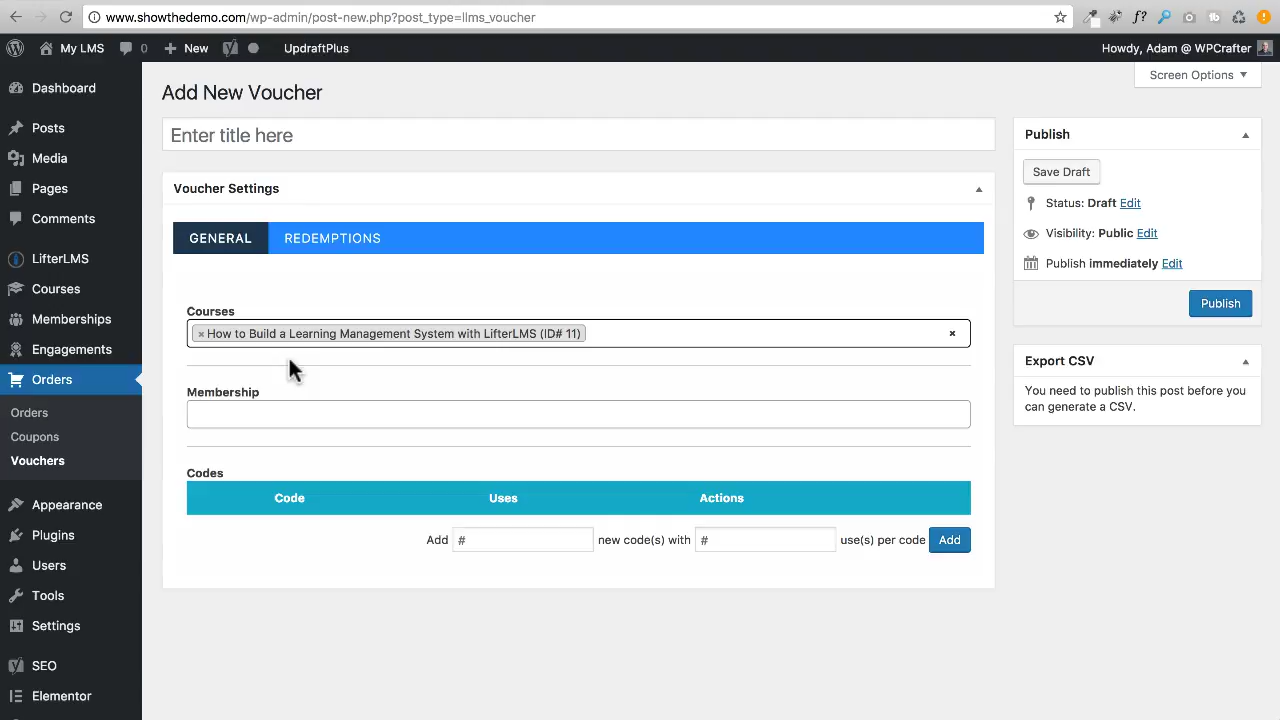 www.showthedemo.com/wp-admin/post-new.php?post_type=llms_voucher
My LMS 0 New UpdraftPlus Howdy, Adam @ WPCrafter
Dashboard
Posts
Media
Pages
Comments
LifterLMS
Courses
Memberships
Engagements
Orders
Orders
Coupons
Vouchers
Appearance
Plugins
Users
Tools
Settings
SEO
Elementor
Screen Options
Add New Voucher
Enter title here
Voucher Settings
GENERAL REDEMPTIONS
Courses
× How to Build a Learning Management System with LifterLMS (ID# 11) ×
Membership
Codes
Code Uses Actions
Add # new code(s) with # use(s) per code Add
Publish
Save Draft
Status: Draft Edit
Visibility: Public Edit
Publish immediately Edit
Publish
Export CSV
You need to publish this post before you
can generate a CSV.